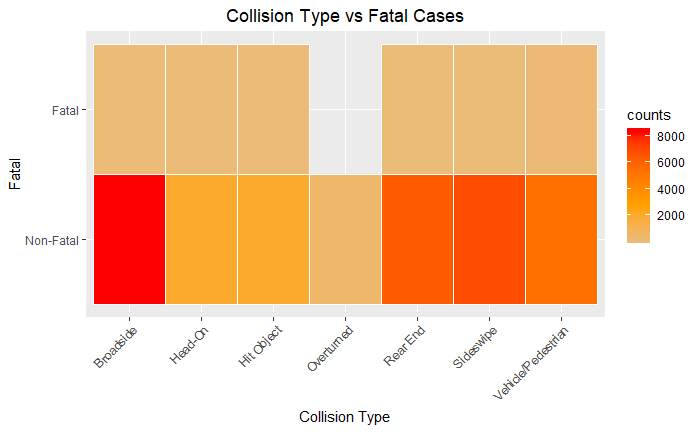 Collision Type vs Fatal Cases
Fatal
Fatal
Non-Fatal
counts
8000
6000
4000
2000
Broadside
Head-On
Hit Object
Overturned
Rear End
Sideswipe
Vehicle/Pedestrian
Collision Type